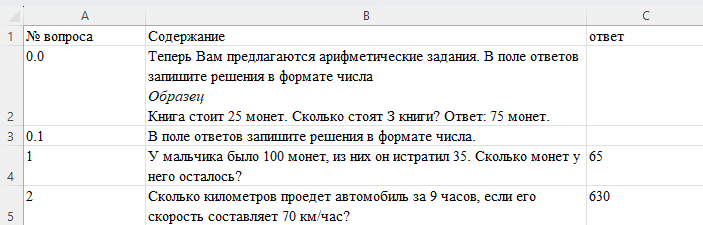 A B C
1 № вопроса Содержание ответ
0.0 Теперь Вам предлагаются арифметические задания. В поле ответов
запишите решения в формате числа
Образец
2 Книга стоит 25 монет. Сколько стоят 3 книги? Ответ: 75 монет.
3 0.1 В поле ответов запишите решения в формате числа.
1 У мальчика было 100 монет, из них он истратил 35. Сколько монет у 65
4 него осталось?
2 Сколько километров проедет автомобиль за 9 часов, если его 630
5 скорость составляет 70 км/час?